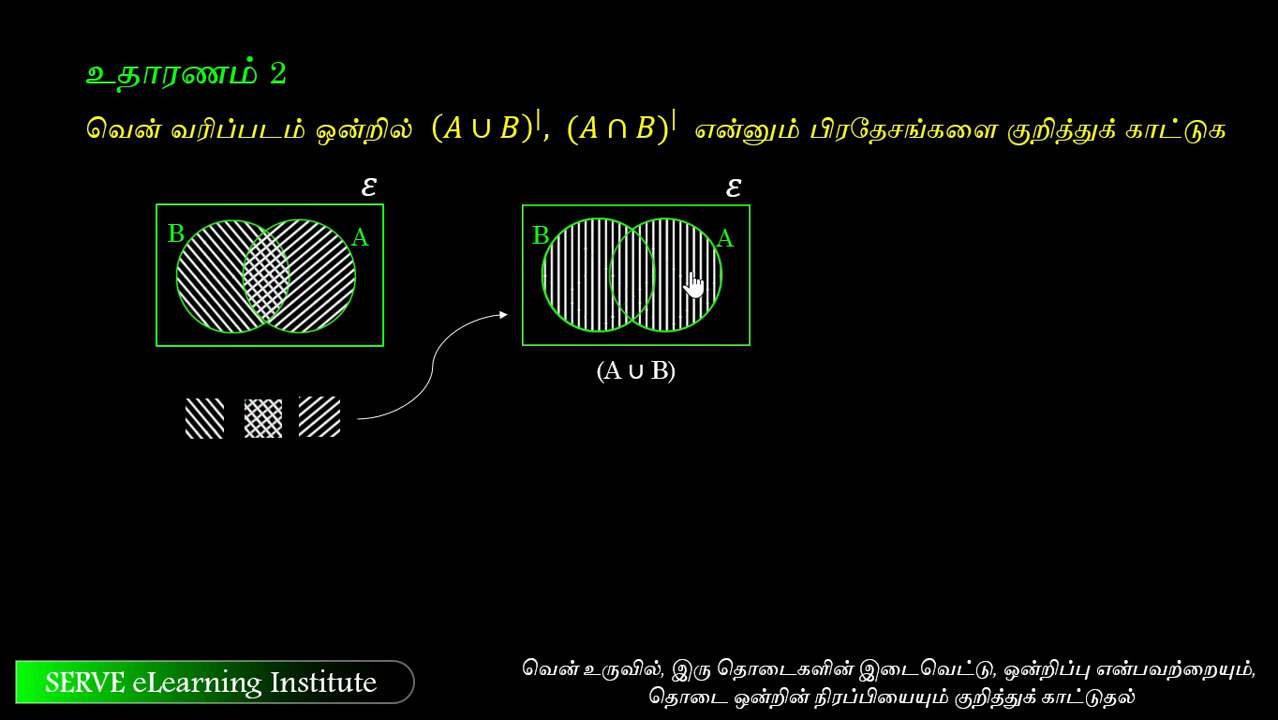 உதாரணம் 2
வென் வரிப்படம் ஒன்றில் (A ∪ B)|, (A ∩ B)| என்னும் பிரதேசங்களை குறித்துக் காட்டுக
ε
ε
B
A
B
A
(A ∪ B)
SERVE eLearning Institute
வென் உருவில், இரு தொடைகளின் இடைவெட்டு, ஒன்றிப்பு என்பவற்றையும்,
தொடை ஒன்றின் நிரப்பியையும் குறித்துக் காட்டுதல்